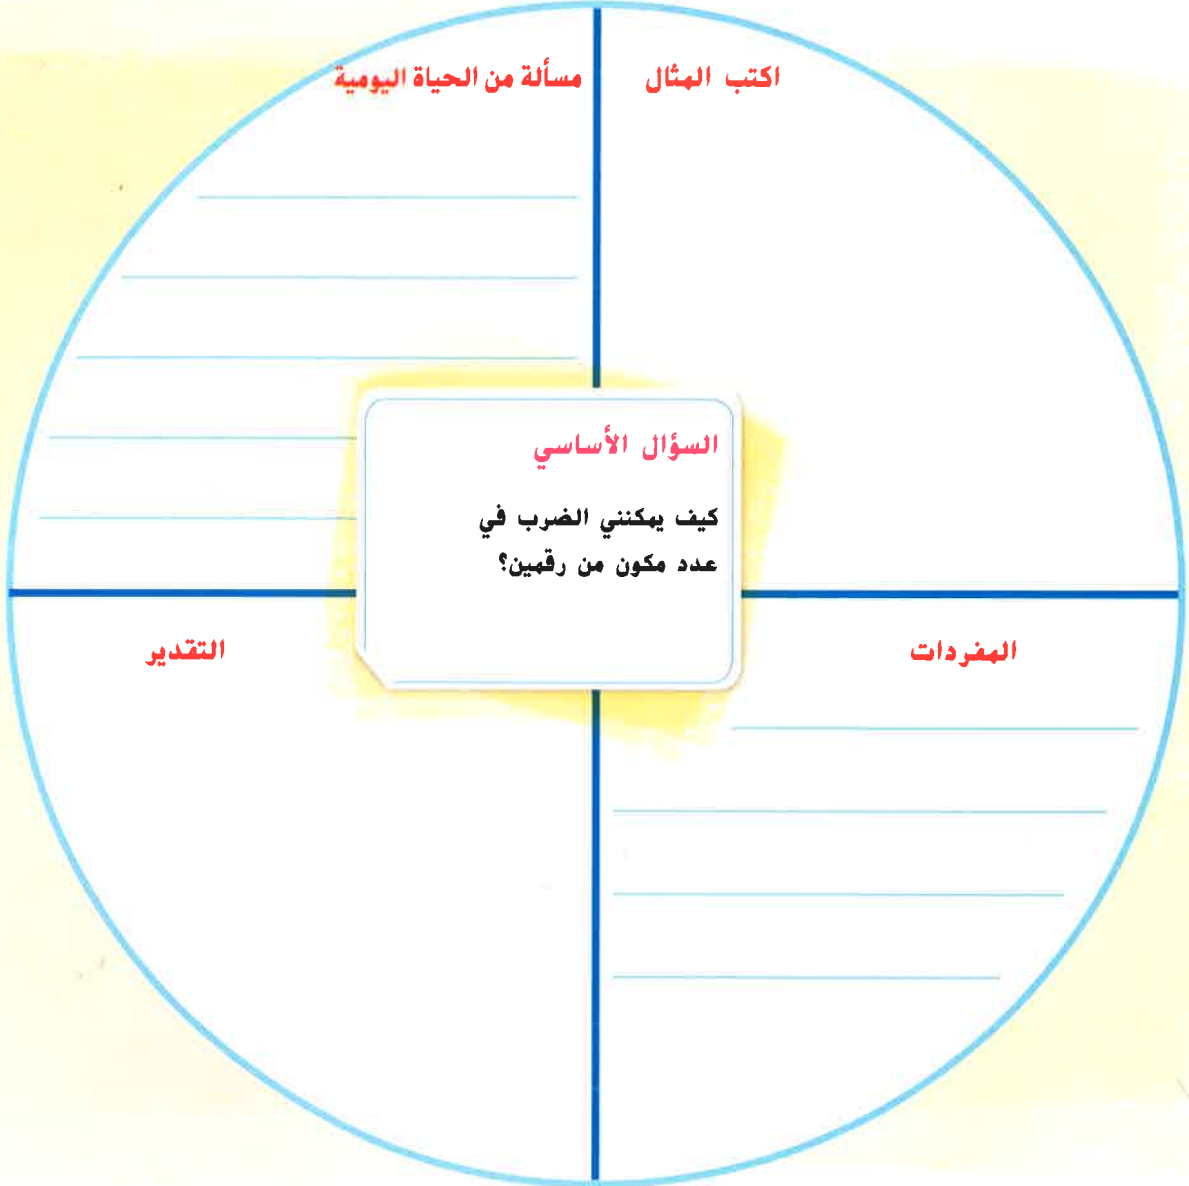 اكتب المثال
مسألة من الحياة اليومية
السؤال الأساسي
كيف يمكنني الضرب في
عدد مكون من رقمين؟
المفردات
التقدير